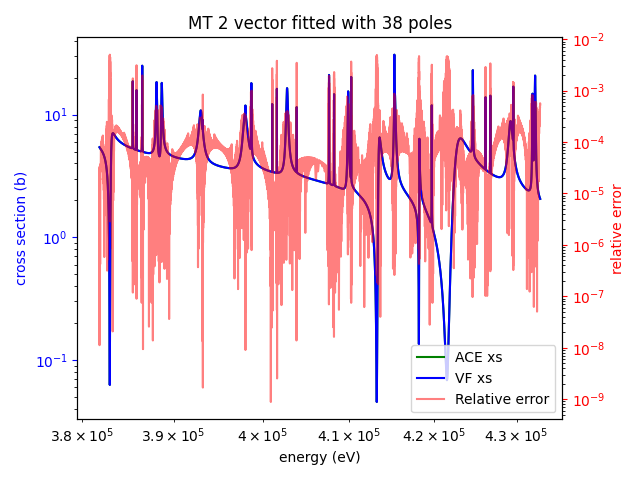 MT 2 vector fitted with 38 poles
cross section (b)
10¹
10⁰
10⁻¹
10⁻²
10⁻³
10⁻⁴
10⁻⁵
10⁻⁶
10⁻⁷
10⁻⁸
10⁻⁹
relative error
ACE xs
VF xs
Relative error
3.8 × 10⁵ 3.9 × 10⁵ 4 × 10⁵ 4.1 × 10⁵ 4.2 × 10⁵ 4.3 × 10⁵
energy (eV)